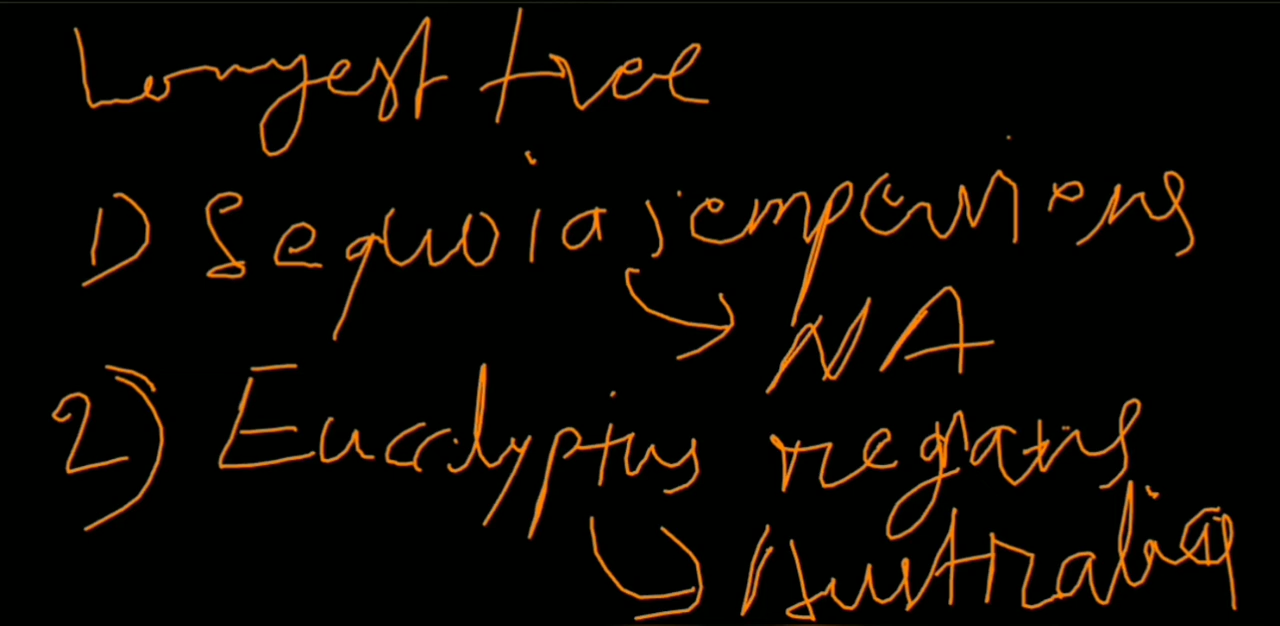 Longest tree
1) Sequoia sempervirens
NA
2) Eucalyptus regnans
Australia